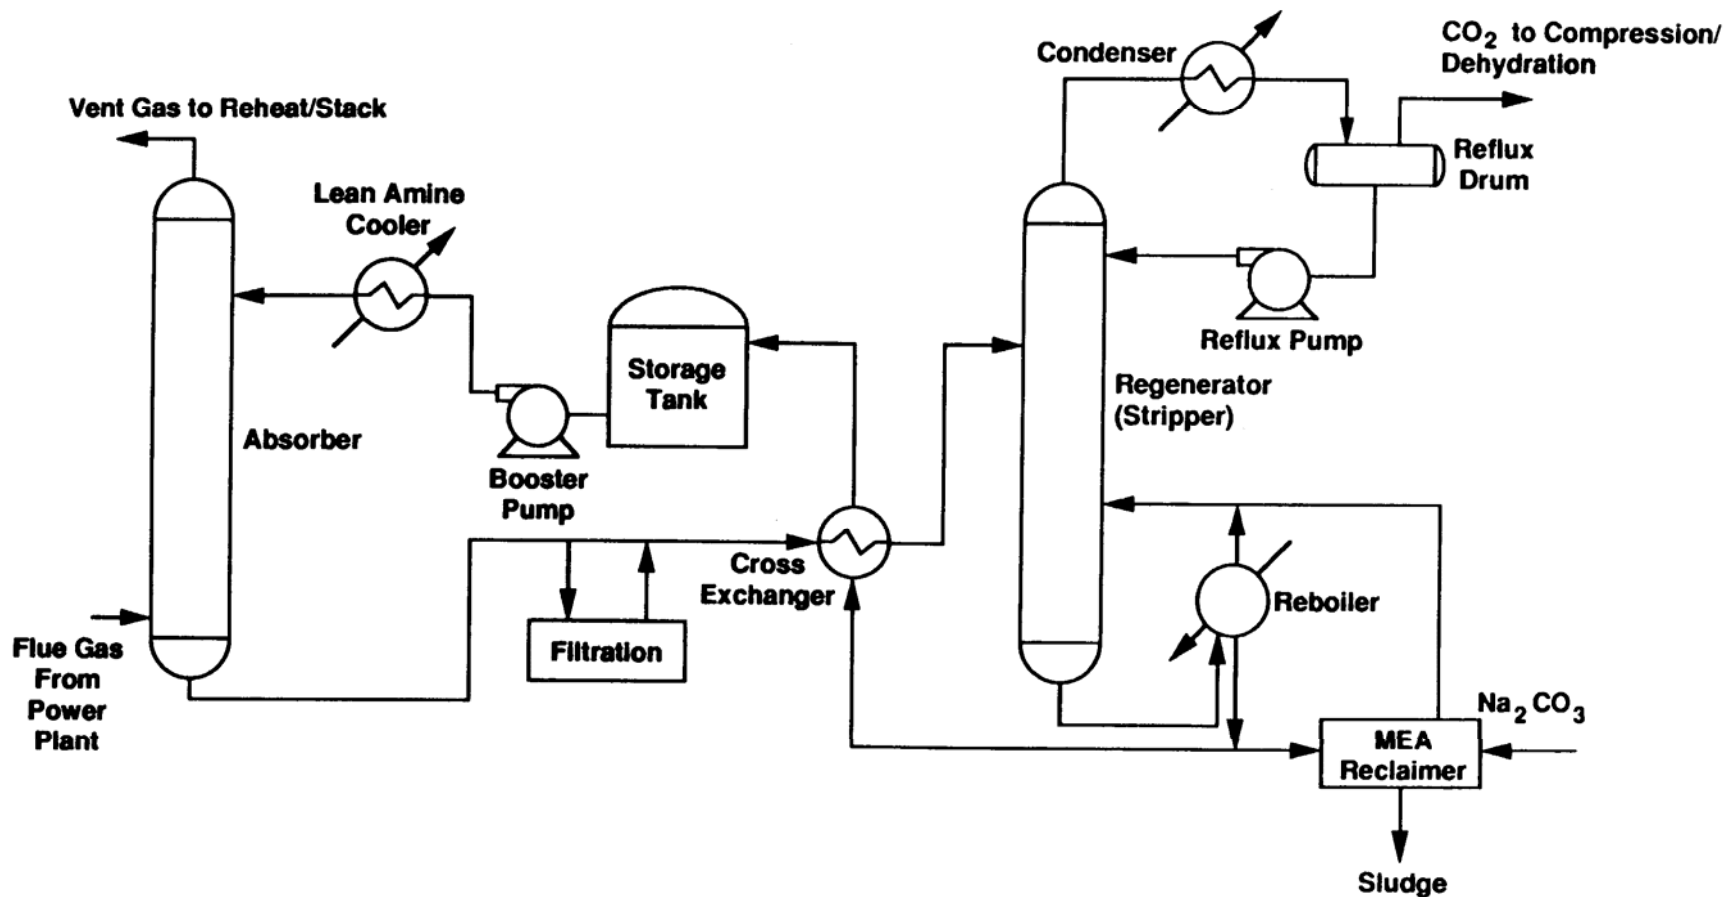 Condenser
CO2 to Compression/
Dehydration
Vent Gas to Reheat/Stack
Reflux
Drum
Lean Amine
Cooler
Reflux Pump
Storage
Tank
Regenerator
(Stripper)
Absorber
Booster
Pump
Cross
Exchanger
Reboiler
Filtration
Flue Gas
From
Power
Plant
Na2CO3
MEA
Reclaimer
Sludge